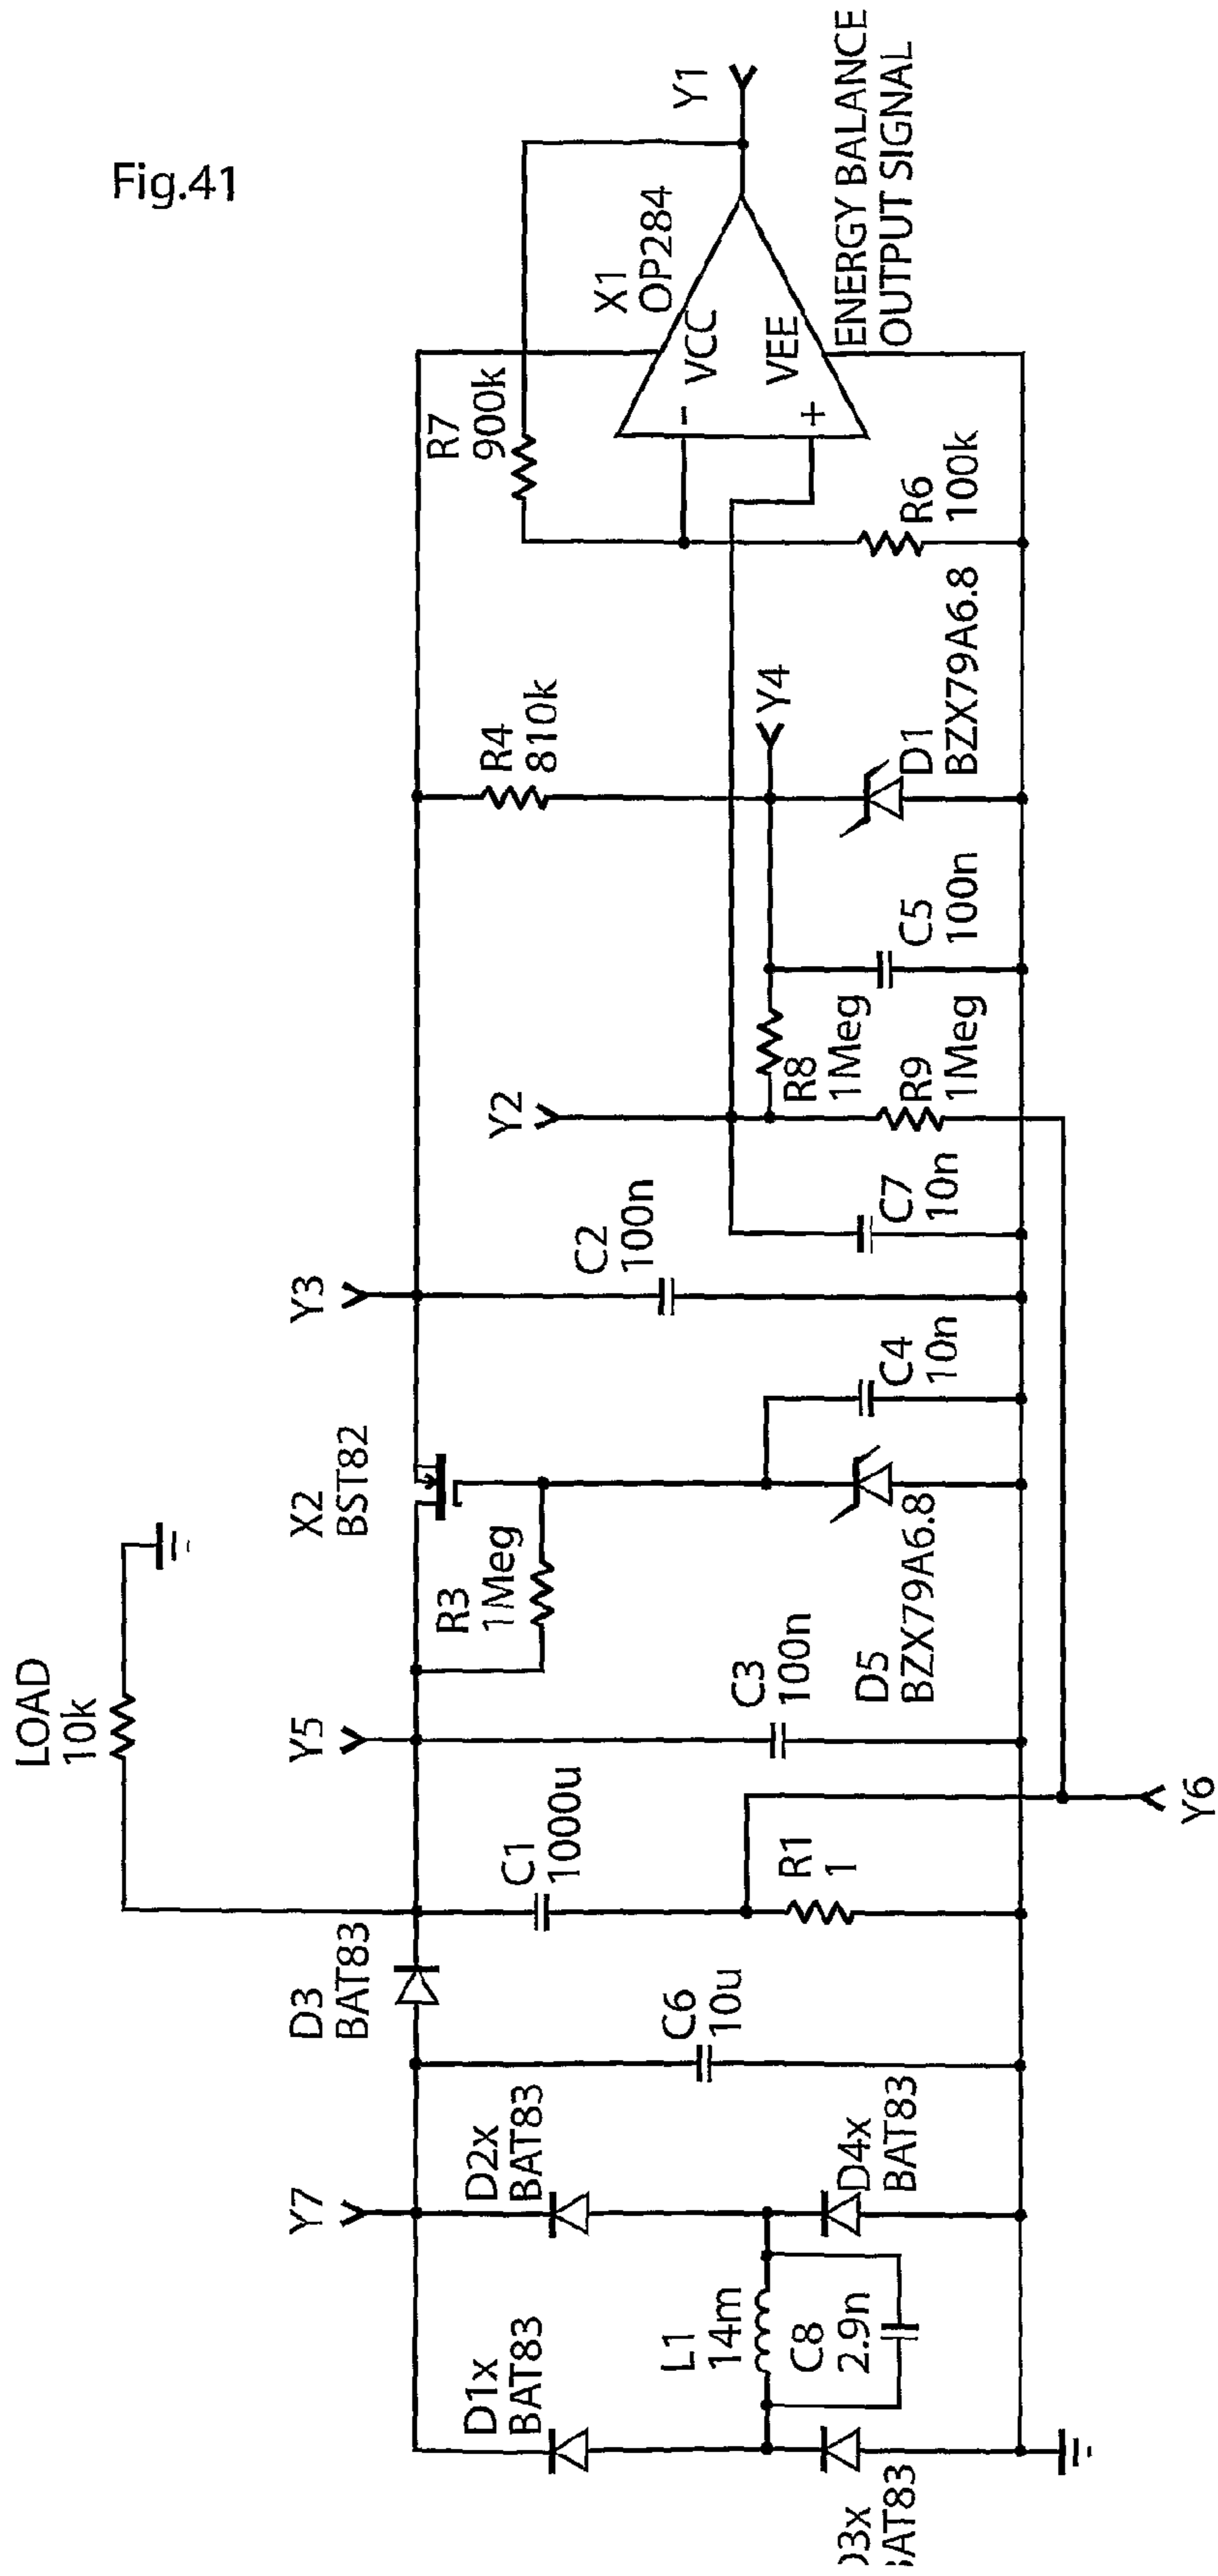 Fig.41
LOAD
10k
D1x
BAT83
D3x
BAT83
L1
14m
C8
2.9n
Y7
D2x
BAT83
D4x
BAT83
C6
10u
D3
BAT83
C1
1000u
R1
1
Y6
Y5
C3
100n
R3
1Meg
X2
BST82
D5
BZX79A6.8
C4
10n
Y3
C2
100n
C7
10n
Y2
R8
1Meg
R9
1Meg
C5
100n
R4
810k
Y4
D1
BZX79A6.8
R7
900k
R6
100k
X1
OP284
VCC
VEE
-
+
Y1
ENERGY BALANCE
OUTPUT SIGNAL